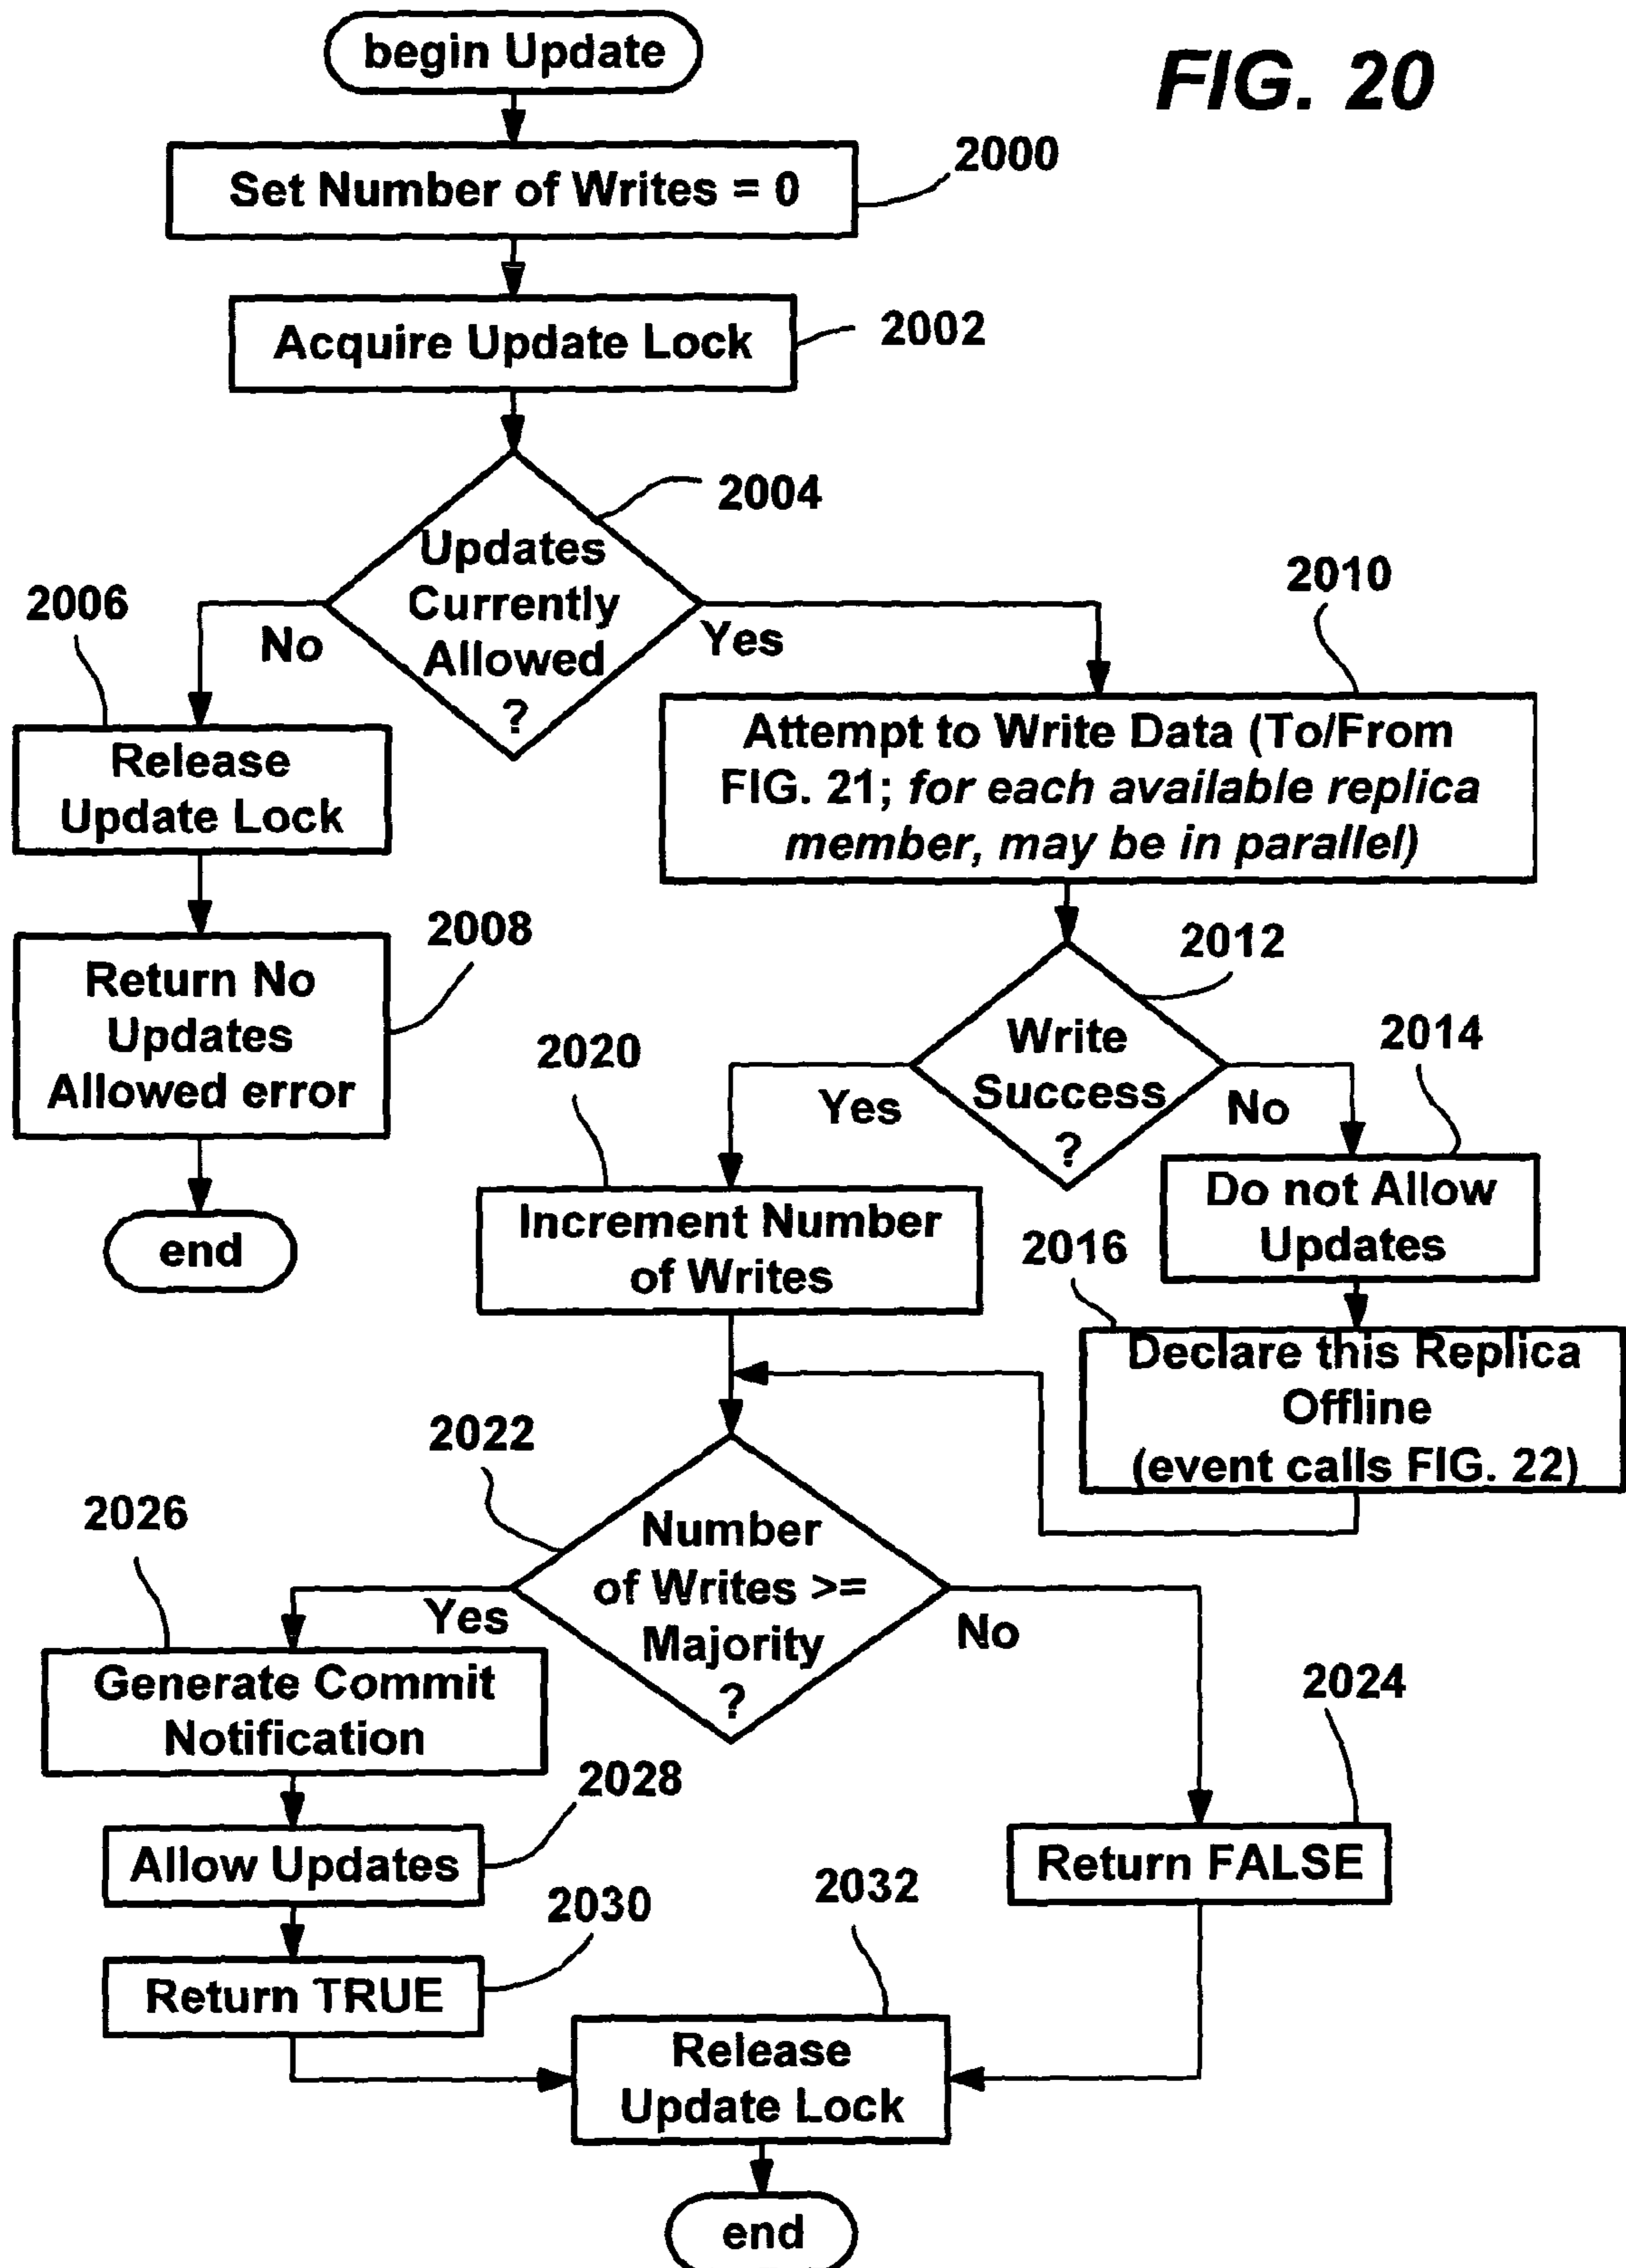 begin Update
FIG. 20
2000
Set Number of Writes = 0
2002
Acquire Update Lock
2004
Updates
Currently
Allowed
?
2006
No
Yes
2010
Release
Update Lock
Attempt to Write Data (To/From
FIG. 21; for each available replica
member, may be in parallel)
2008
Return No
Updates
Allowed error
end
2012
Write
Success
?
Yes
No
2014
Do not Allow
Updates
2020
Increment Number
of Writes
2016
Declare this Replica
Offline
(event calls FIG. 22)
2022
Number
of Writes >=
Majority
?
Yes
No
2026
Generate Commit
Notification
2024
Return FALSE
2028
Allow Updates
2030
Return TRUE
2032
Release
Update Lock
end